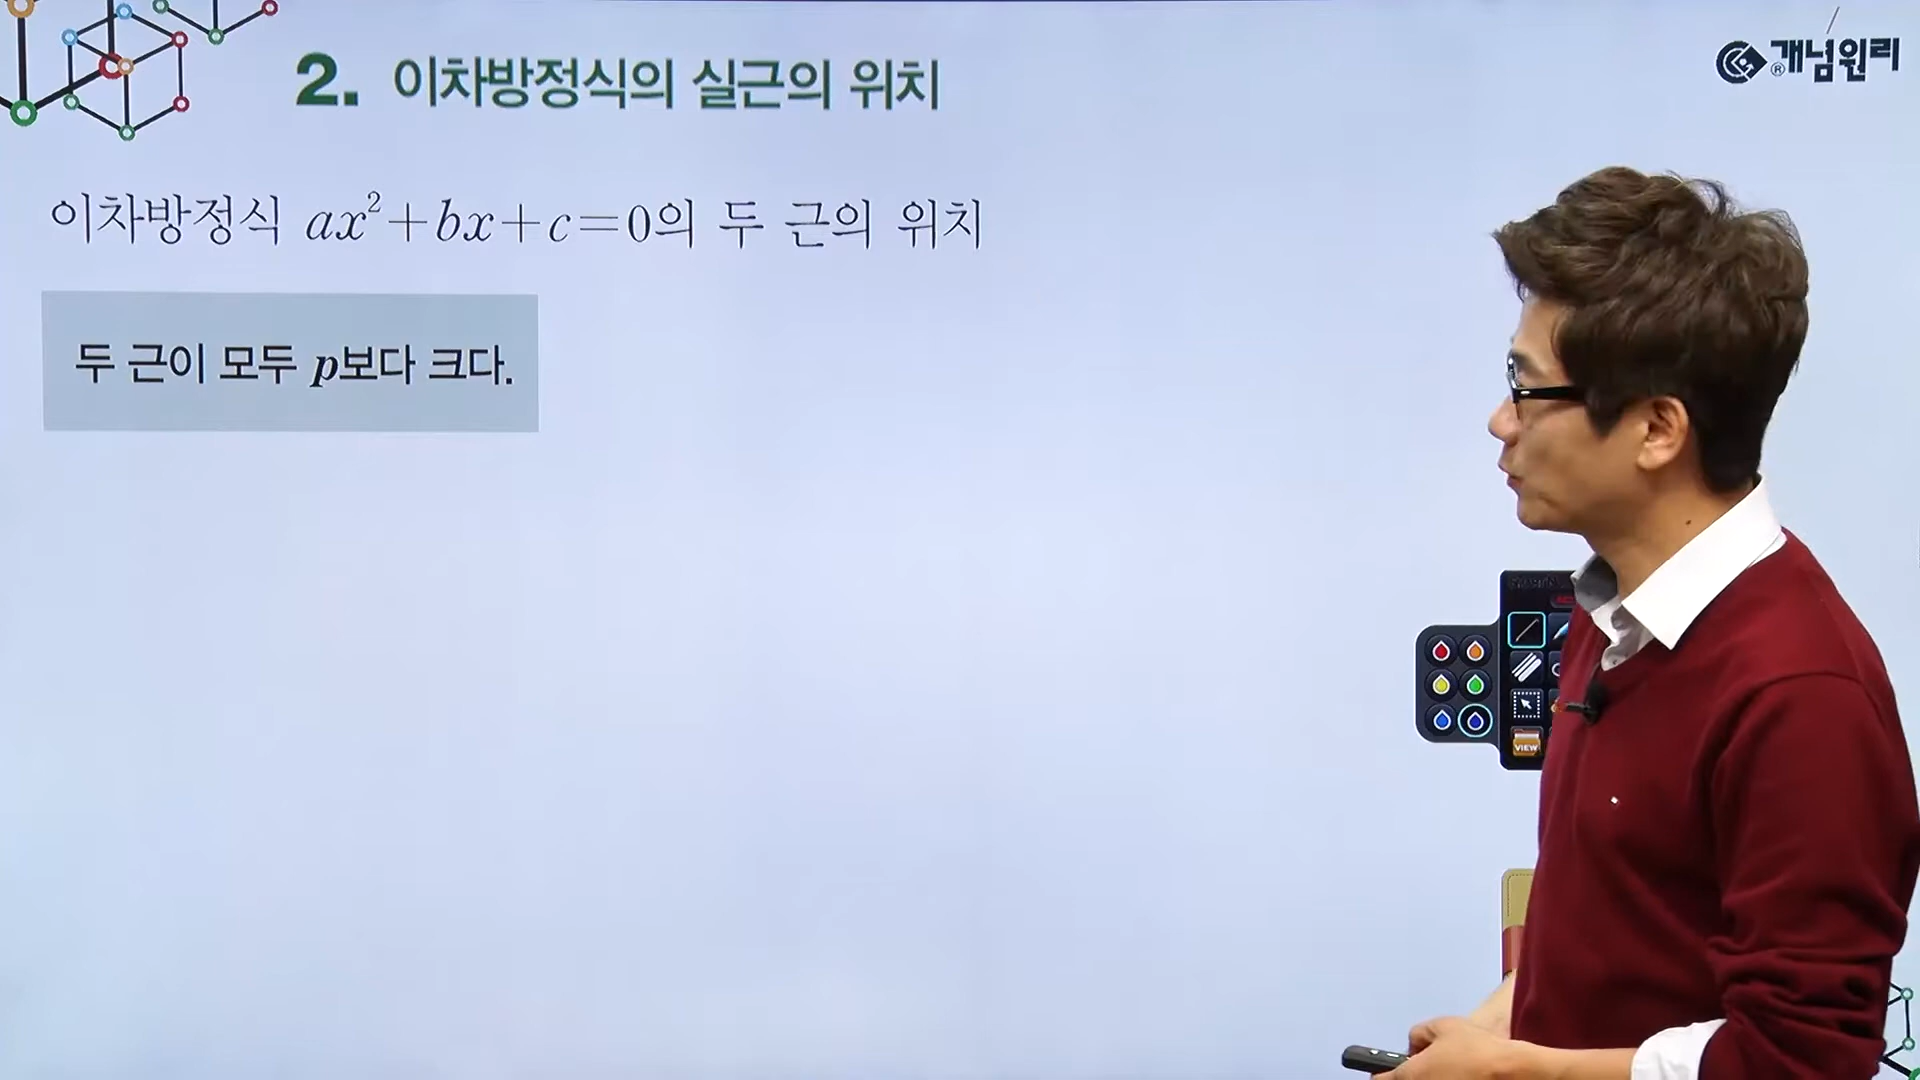 2. 이차방정식의 실근의 위치
®개념원리
이차방정식 ax²+bx+c=0의 두 근의 위치
두 근이 모두 p보다 크다.
VIEW